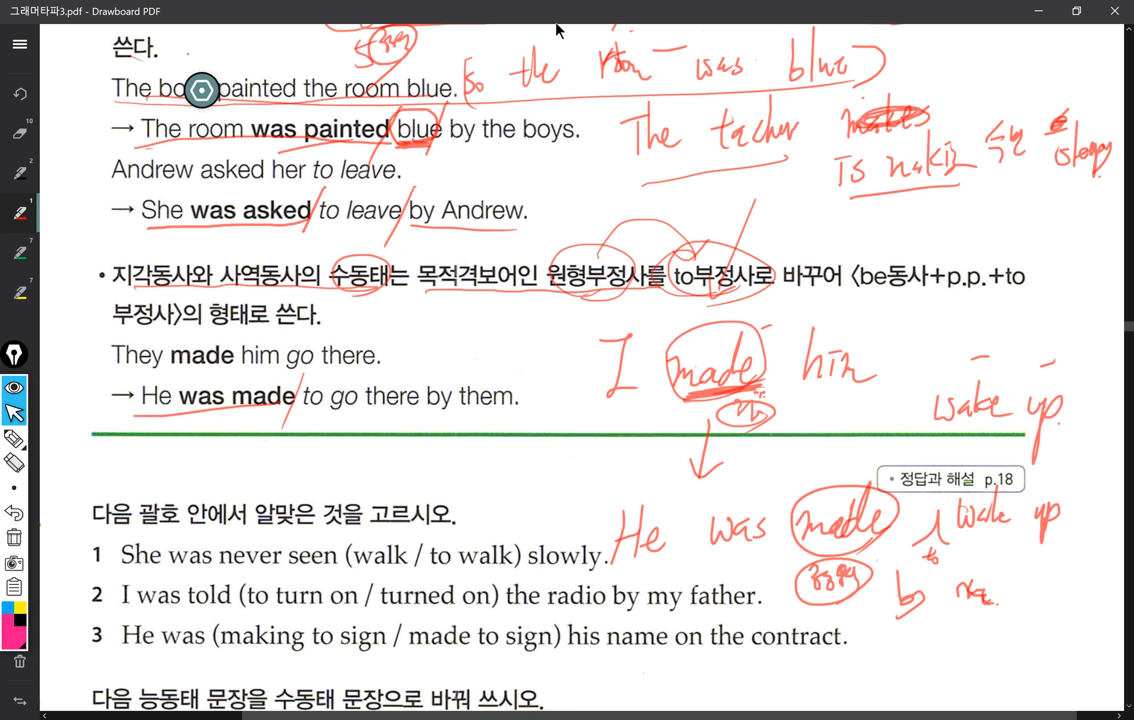 그래머타파3.pdf - Drawboard PDF
쓴다.
(so the room was blue)
The bo painted the room blue.
→ The room was painted blue by the boys.
The tacher
is
Andrew asked her to leave.
→ She was asked to leave by Andrew.
• 지각동사와 사역동사의 수동태는 목적격보어인 원형부정사를 to부정사로 바꾸어 〈be동사+p.p.+to
부정사〉의 형태로 쓴다.
They made him go there.
I made him wake up.
→ He was made to go there by them.
• 정답과 해설 p.18
다음 괄호 안에서 알맞은 것을 고르시오.
He was made to wake up
1 She was never seen (walk / to walk) slowly.
2 I was told (to turn on / turned on) the radio by my father.
by me.
3 He was (making to sign / made to sign) his name on the contract.
다음 능동태 문장을 수동태 문장으로 바꿔 쓰시오.
10
2
1
7
7